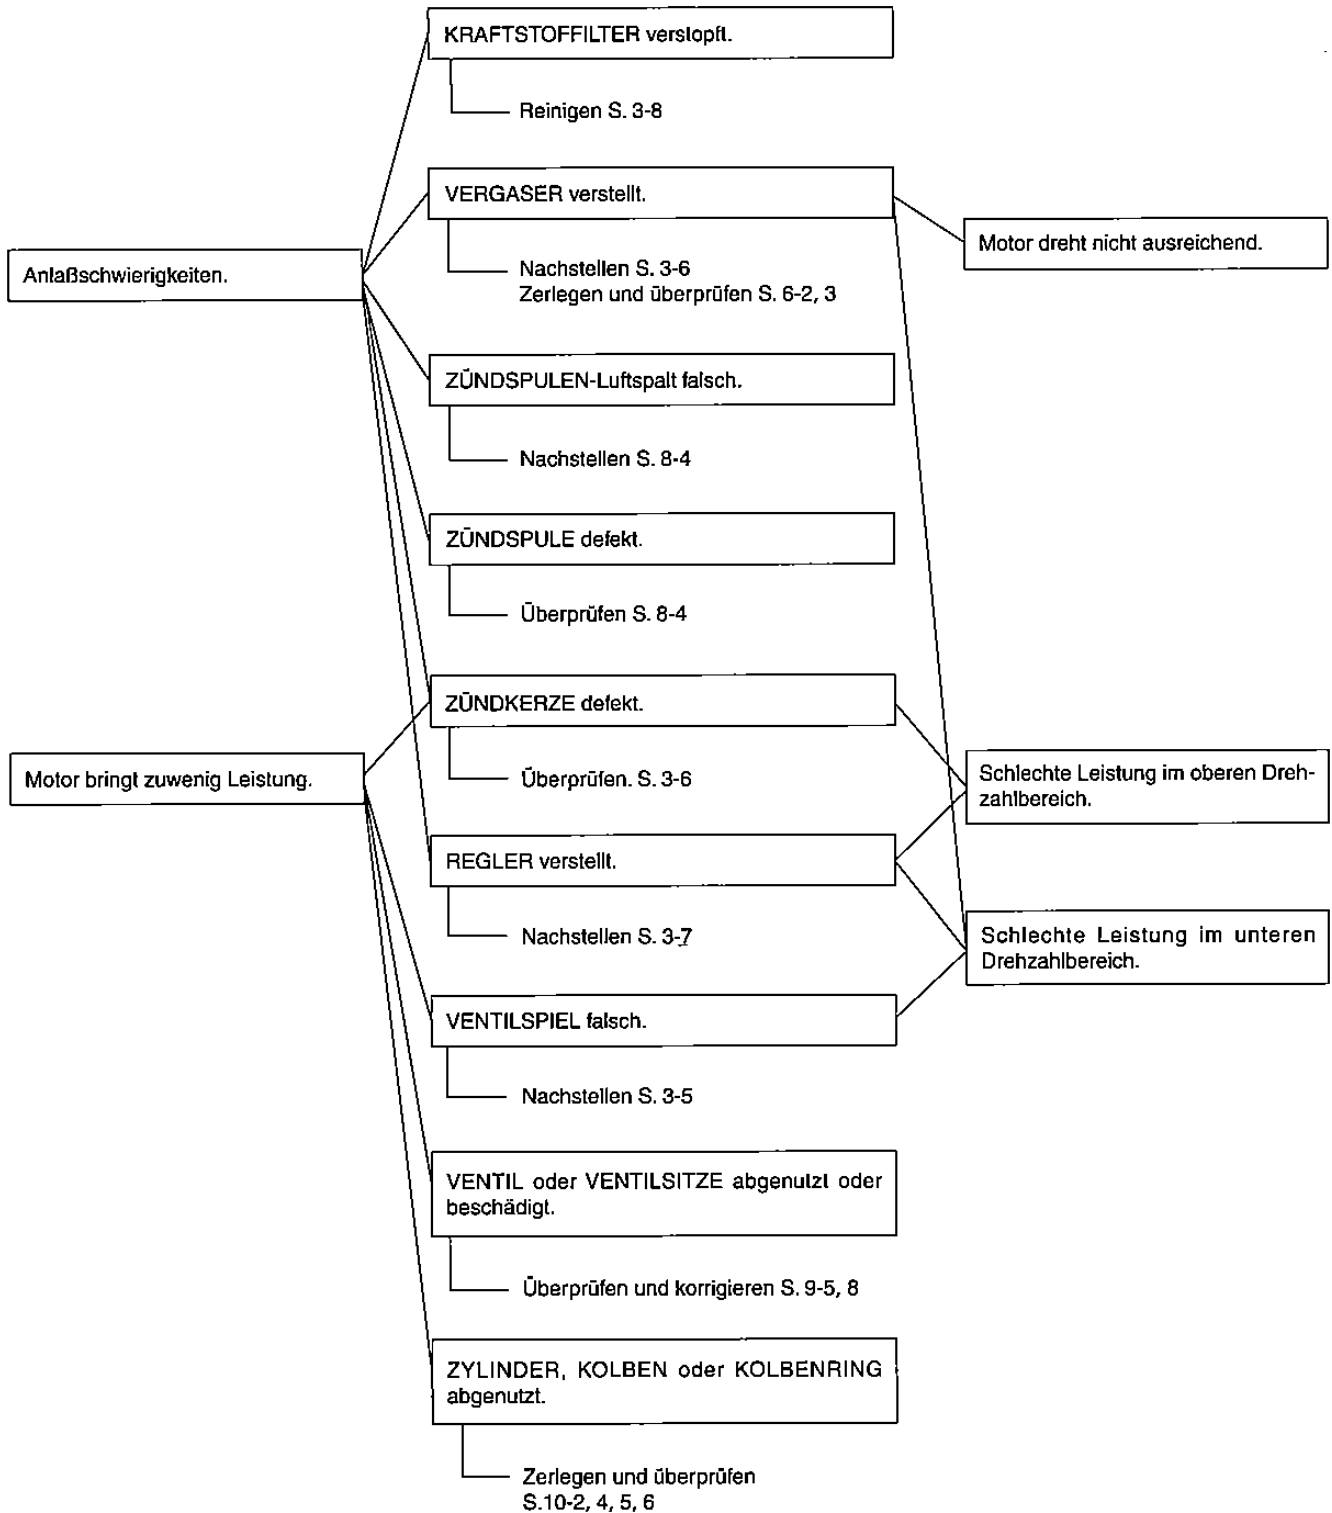 KRAFTSTOFFILTER verstopft.
Reinigen S. 3-8
VERGASER verstellt.
Motor dreht nicht ausreichend.
Anlaßschwierigkeiten.
Nachstellen S. 3-6
Zerlegen und überprüfen S. 6-2, 3
ZÜNDSPULEN-Luftspalt falsch.
Nachstellen S. 8-4
ZÜNDSPULE defekt.
Überprüfen S. 8-4
ZÜNDKERZE defekt.
Motor bringt zuwenig Leistung.
Überprüfen. S. 3-6
Schlechte Leistung im oberen Dreh-
zahlbereich.
REGLER verstellt.
Nachstellen S. 3-7
Schlechte Leistung im unteren
Drehzahlbereich.
VENTILSPIEL falsch.
Nachstellen S. 3-5
VENTIL oder VENTILSITZE abgenutzt oder
beschädigt.
Überprüfen und korrigieren S. 9-5, 8
ZYLINDER, KOLBEN oder KOLBENRING
abgenutzt.
Zerlegen und überprüfen
S.10-2, 4, 5, 6